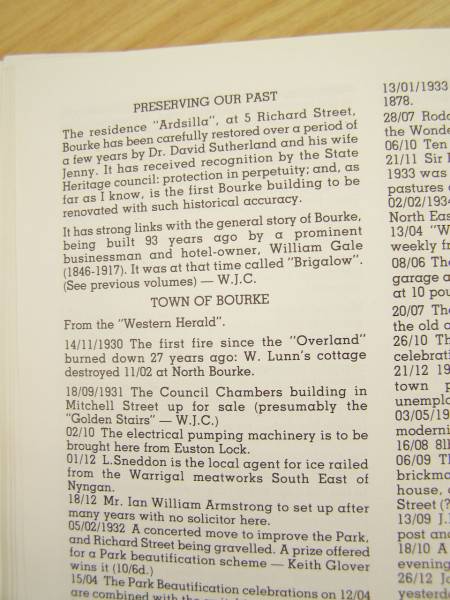 PRESERVING OUR PAST
The residence "Ardsilla", at 5 Richard Street,
Bourke has been carefully restored over a period of
a few years by Dr. David Sutherland and his wife
Jenny. It has received recognition by the State
Heritage council: protection in perpetuity; and, as
far as I know, is the first Bourke building to be
renovated with such historical accuracy.
It has strong links with the general story of Bourke,
being built 93 years ago by a prominent
businessman and hotel-owner, William Gale
(1846-1917). It was at that time called "Brigalow".
(See previous volumes) — W.J.C.
TOWN OF BOURKE
From the "Western Herald".
14/11/1930 The first fire since the "Overland"
burned down 27 years ago: W. Lunn's cottage
destroyed 11/02 at North Bourke.
18/09/1931 The Council Chambers building in
Mitchell Street up for sale (presumably the
"Golden Stairs" — W.J.C.)
02/10 The electrical pumping machinery is to be
brought here from Euston Lock.
01/12 L.Sneddon is the local agent for ice railed
from the Warrigal meatworks South East of
Nyngan.
18/12 Mr. Ian William Armstrong to set up after
many years with no solicitor here.
05/02/1932 A concerted move to improve the Park,
and Richard Street being gravelled. A prize offered
for a Park beautification scheme — Keith Glover
wins it (10/6d.)
15/04 The Park Beautification celebrations on 12/04
are combined with the
13/01/1933
1878.
28/07
the
06/10 Ten
21/11 Sir
1933 was
pastures
02/02/1934
North
13/04
weekly
08/06
garage
at 10
20/07
the old
26/10
21/12
town
03/05
16/08
06/09
house,
Street (?
13/09
post and
18/10 A
evening
26/12